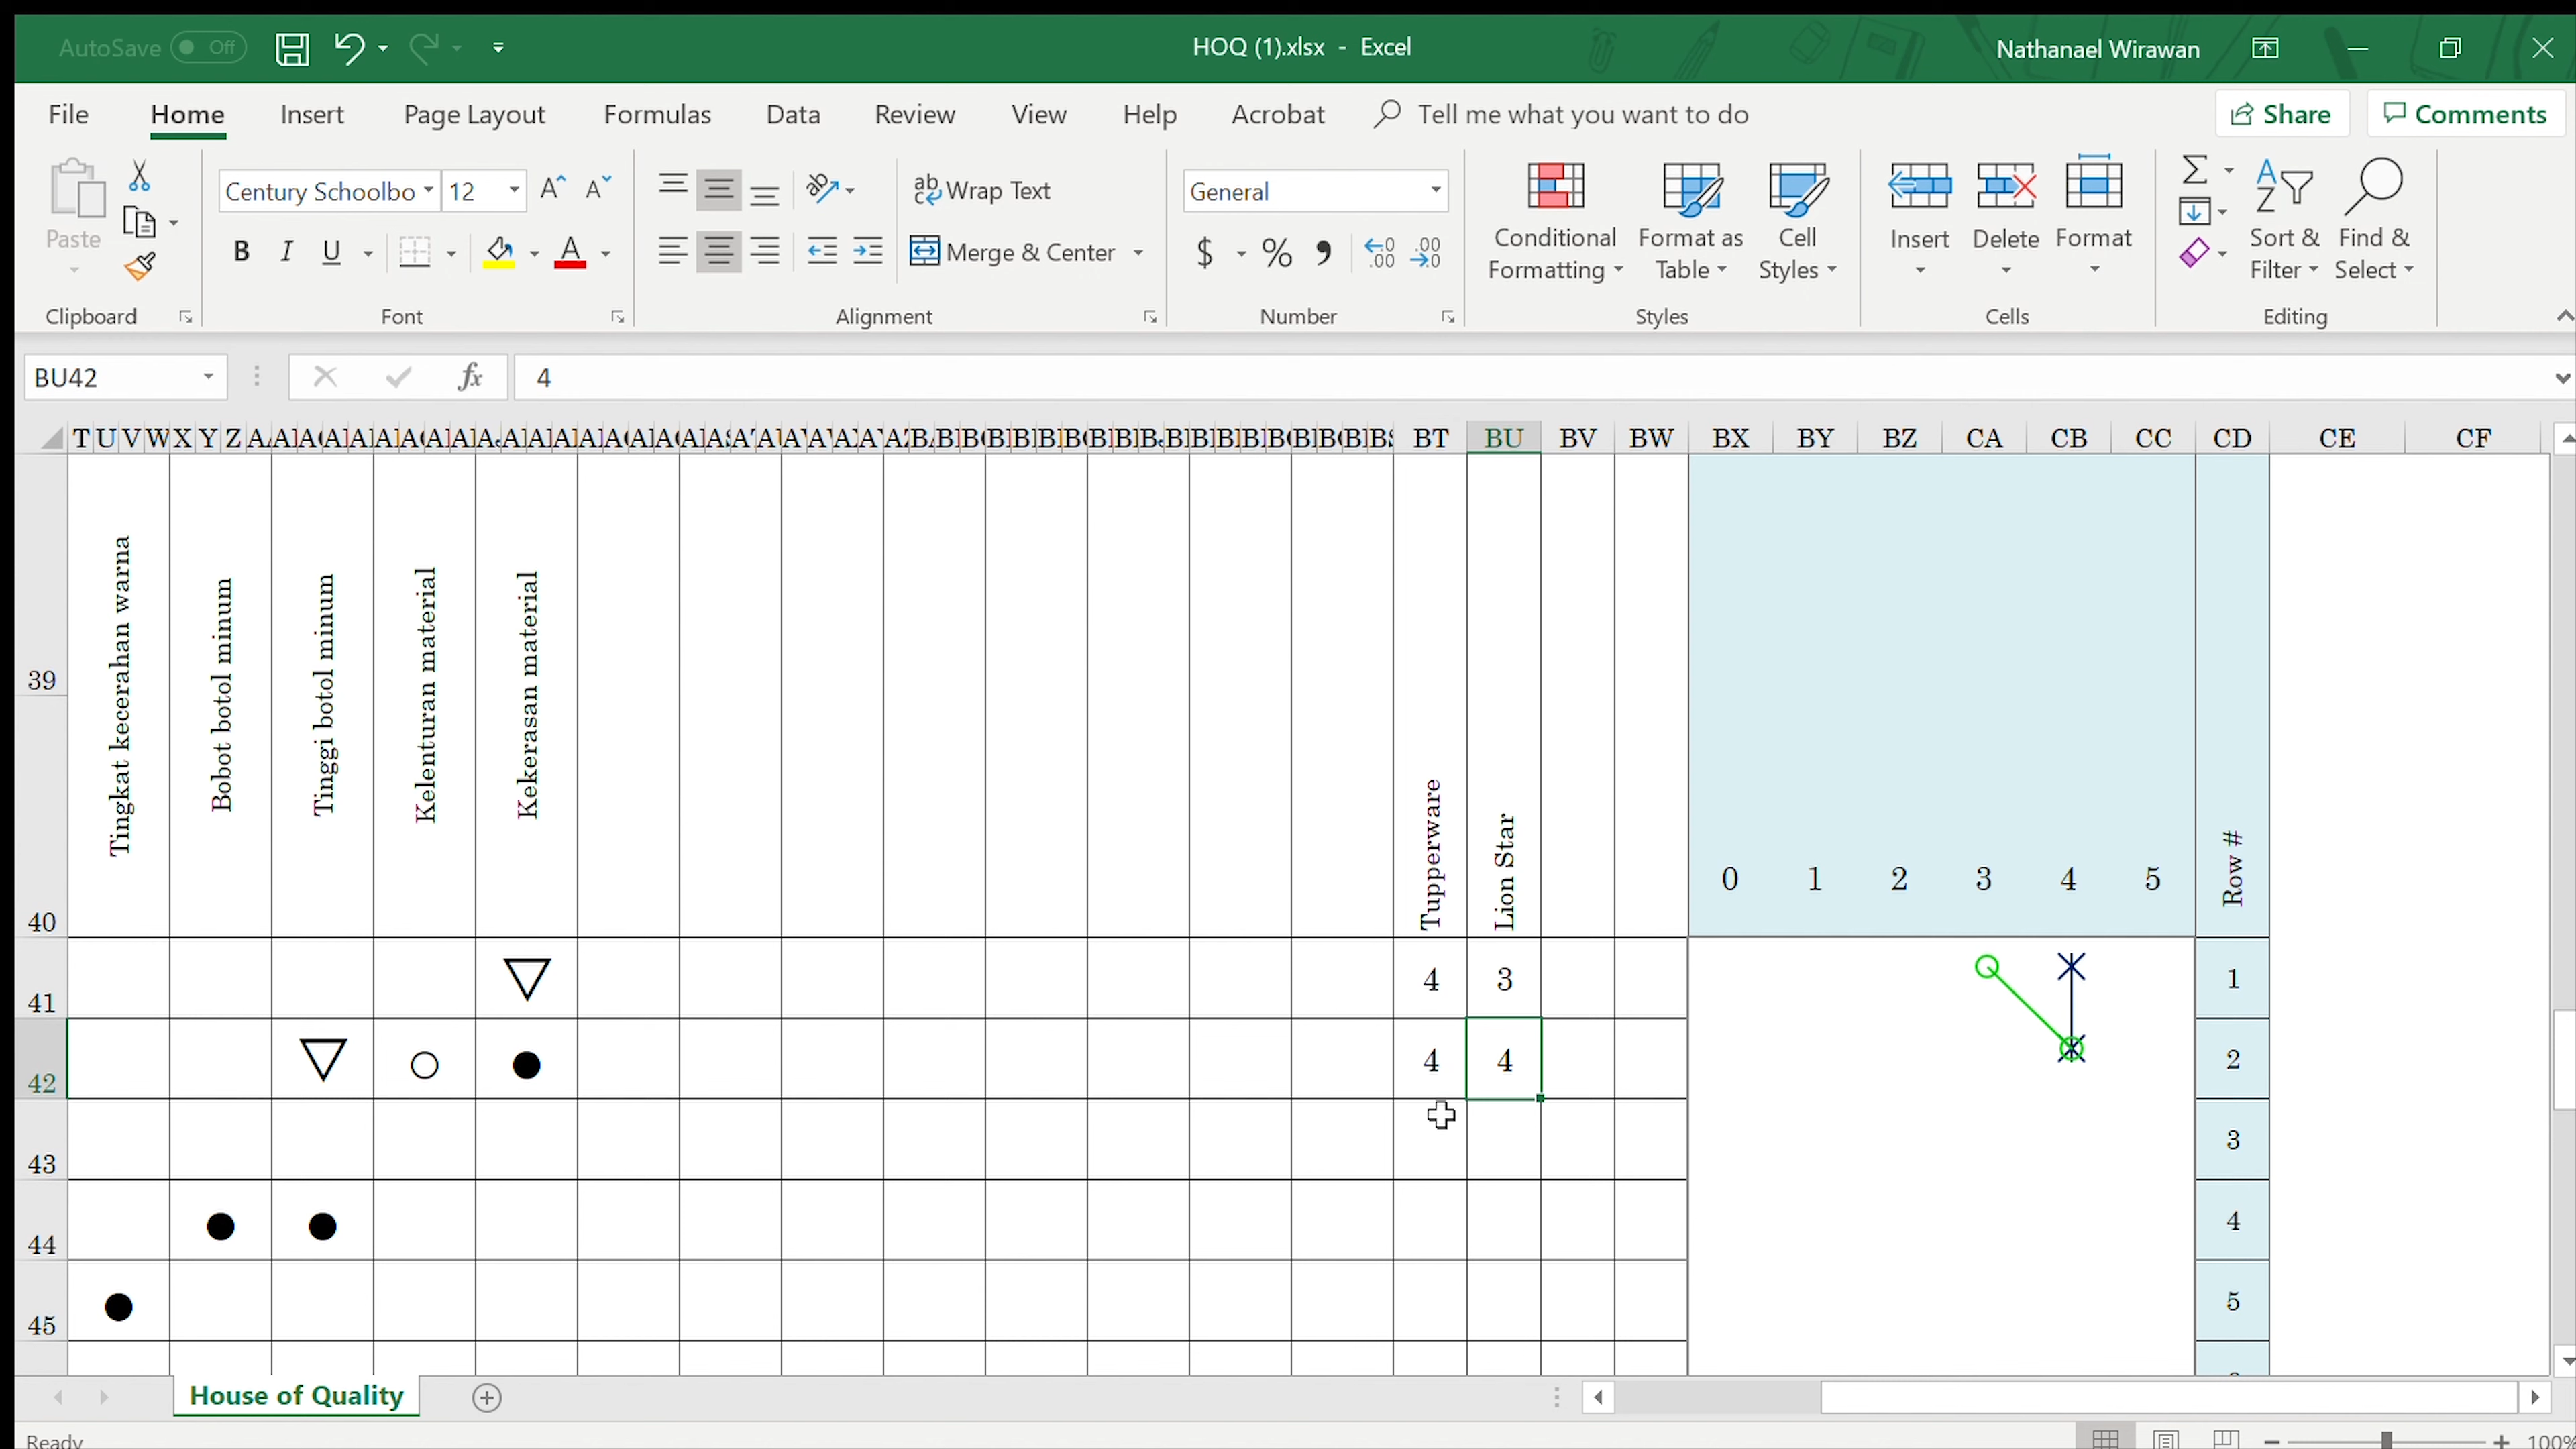 AutoSave Off
HOQ (1).xlsx - Excel
Nathanael Wirawan
File Home Insert Page Layout Formulas Data Review View Help Acrobat Tell me what you want to do
Share Comments
Paste
Century Schoolbo 12
Wrap Text
General
Conditional Formatting
Format as Table
Cell Styles
Insert Delete Format
Sort & Filter
Find & Select
B I U
Merge & Center
$ %
Clipboard Font Alignment Number Styles Cells Editing
BU42
fx
4
T U V W X Y Z BT BU BV BW BX BY BZ CA CB CC CD CE CF
Tingkat kecerahan warna
Bobot botol minum
Tinggi botol minum
Kelenturan material
Kekerasan material
Tupperware
Lion Star
0 1 2 3 4 5
Row #
39
40
41 4 3 1
42 4 4 2
43 3
44 4
45 5
House of Quality
Ready
100%